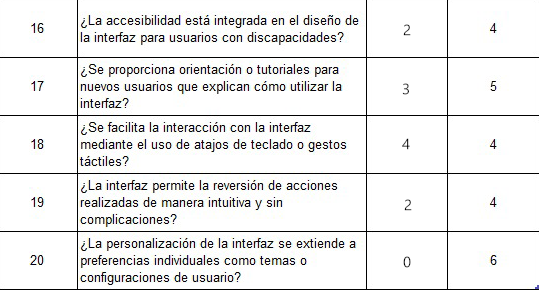 ¿La accesibilidad está integrada en el diseño de
16 la interfaz para usuarios con discapacidades? 2 4
¿Se proporciona orientación o tutoriales para
17 nuevos usuarios que explican cómo utilizar la 3 5
interfaz?
¿Se facilita la interacción con la interfaz
18 mediante el uso de atajos de teclado o gestos 4 4
táctiles?
¿La interfaz permite la reversión de acciones
19 realizadas de manera intuitiva y sin 2 4
complicaciones?
¿La personalización de la interfaz se extiende a
20 preferencias individuales como temas o 0 6
configuraciones de usuario?